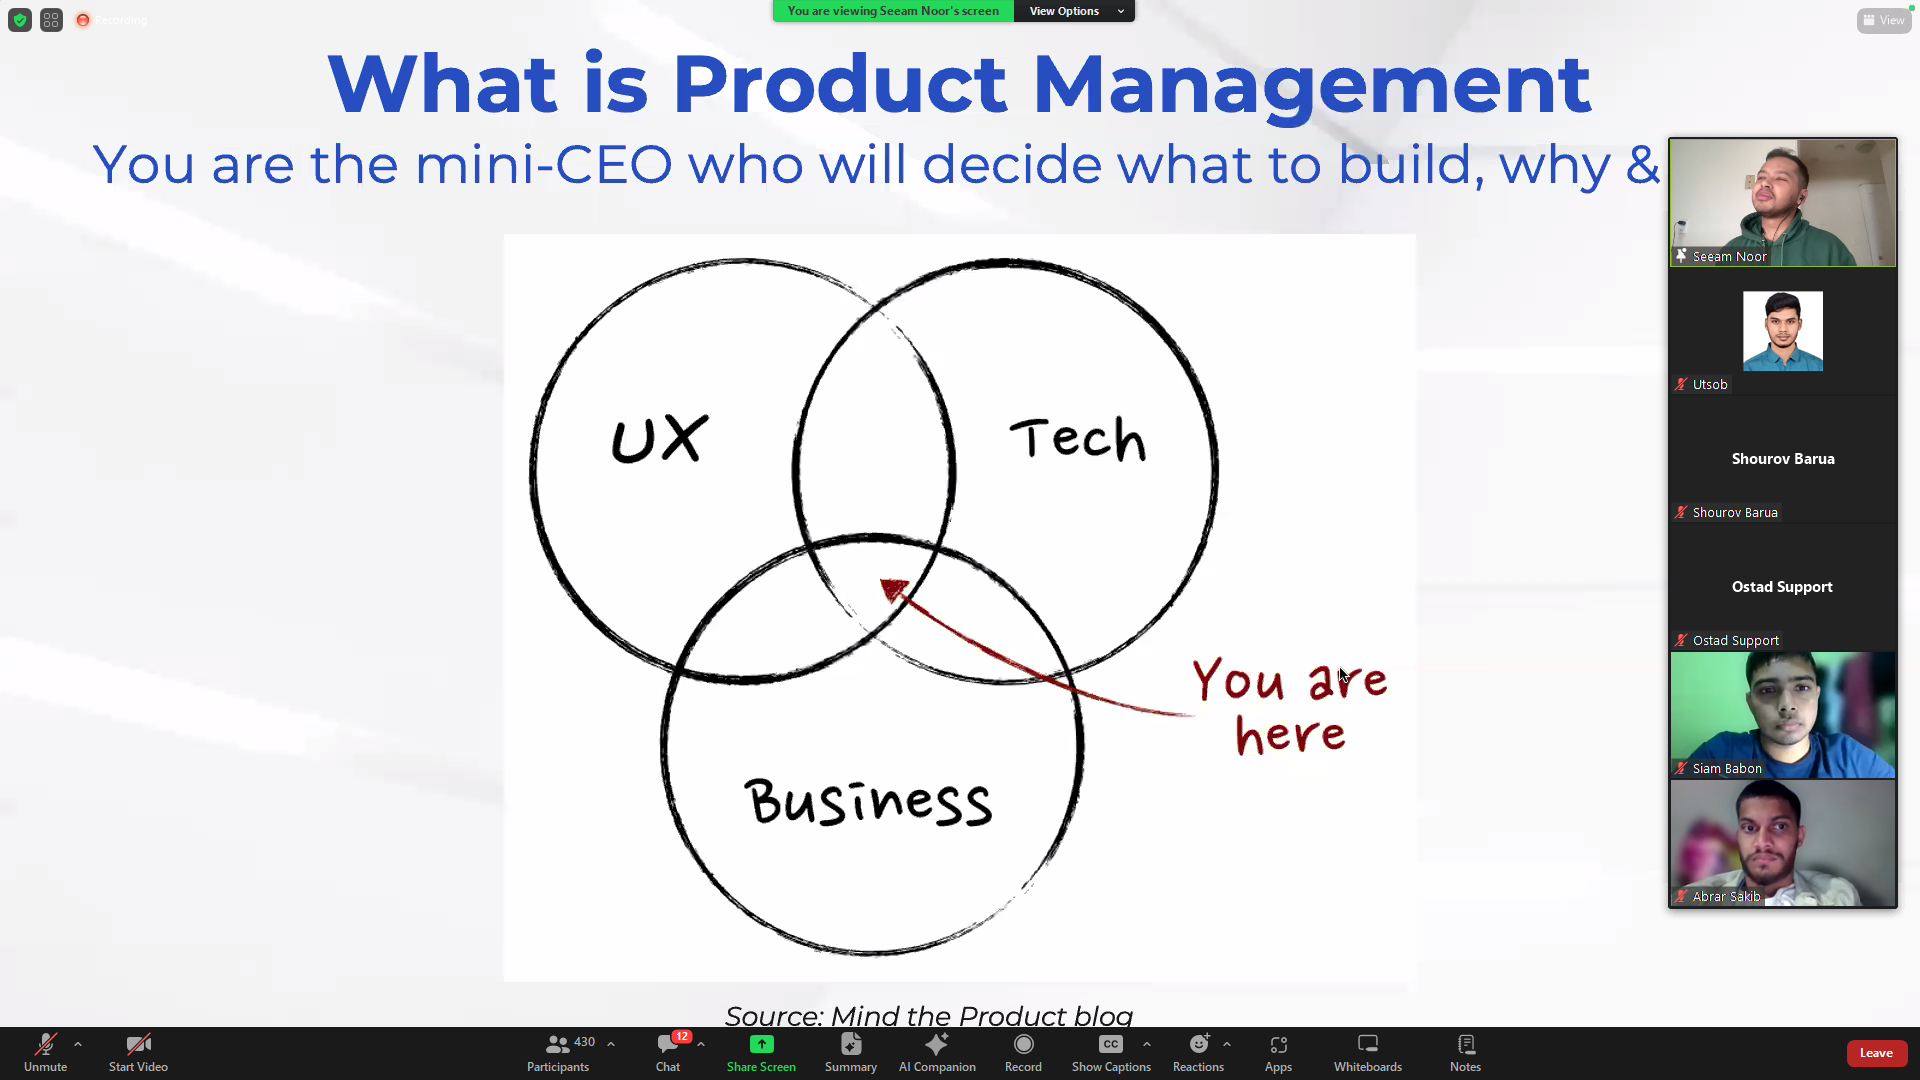 Recording
You are viewing Seeam Noor's screen
View Options
View
What is Product Management
You are the mini-CEO who will decide what to build, why &
UX
Tech
Business
You are
here
Source: Mind the Product blog
Seeam Noor
Utsob
Shourov Barua
Shourov Barua
Ostad Support
Ostad Support
Siam Babon
Abrar Sakib
Unmute
Start Video
430
Participants
12
Chat
Share Screen
Summary
AI Companion
Record
CC
Show Captions
Reactions
Apps
Whiteboards
Notes
Leave